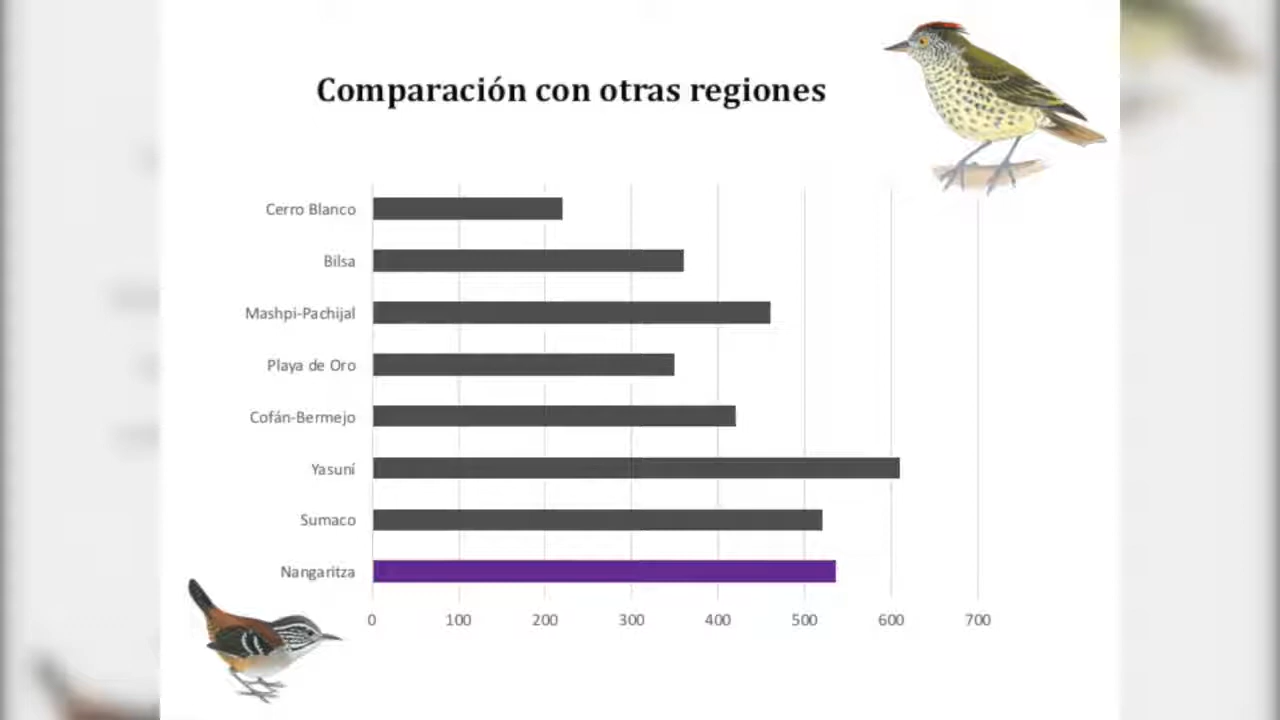 Comparación con otras regiones
Cerro Blanco
Bilsa
Mashpi-Pachijal
Playa de Oro
Cofán-Bermejo
Yasuní
Sumaco
Nangaritza
0 100 200 300 400 500 600 700